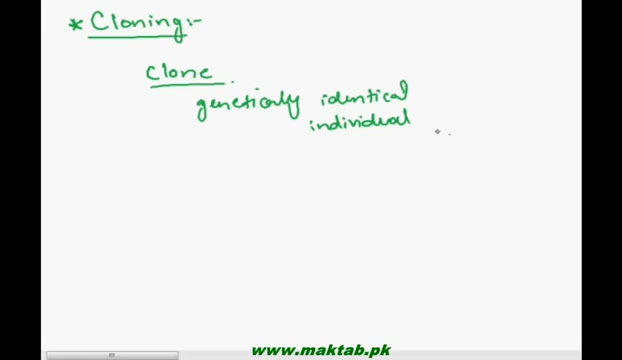 * Cloning:-
Clone
genetically identical
individual
www.maktab.pk